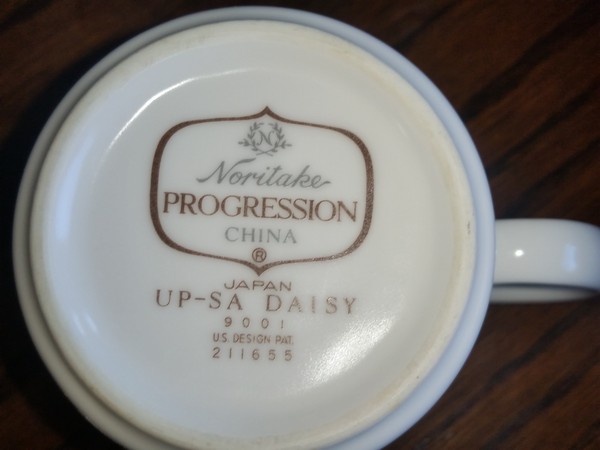 N
Noritake
PROGRESSION
CHINA
®
JAPAN
UP-SA DAISY
9001
U.S. DESIGN PAT.
211655